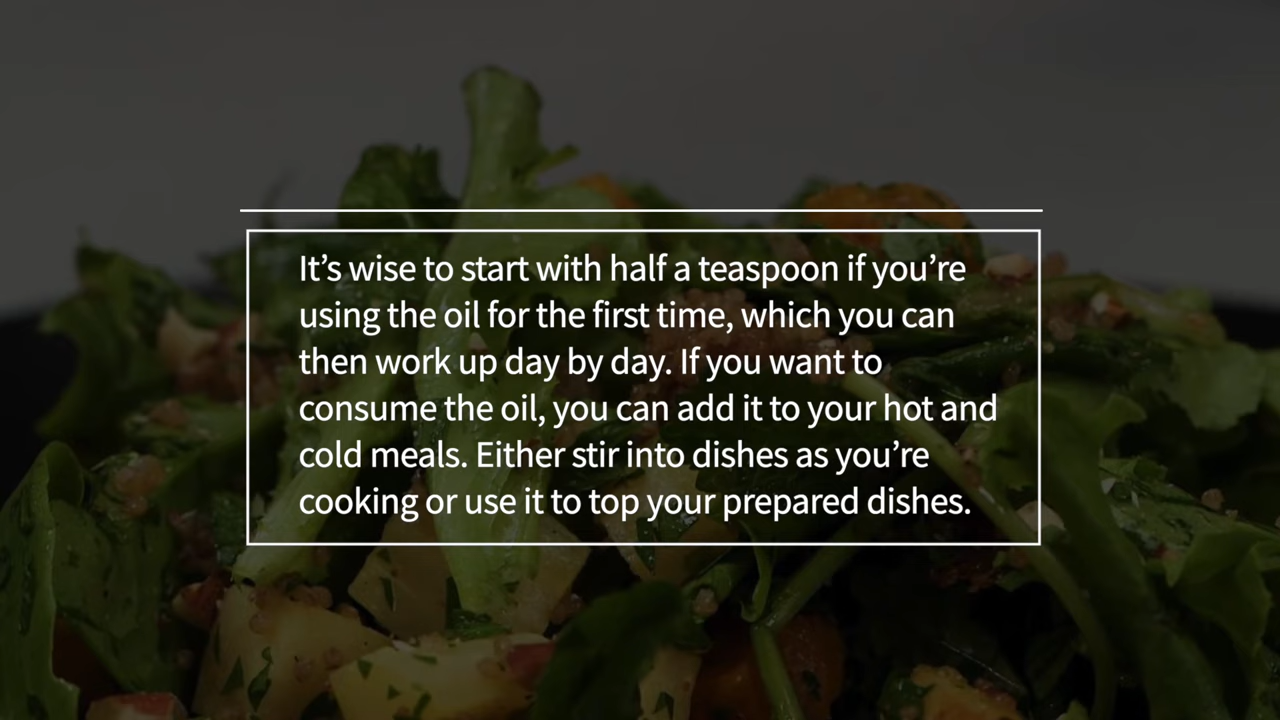 It’s wise to start with half a teaspoon if you’re
using the oil for the first time, which you can
then work up day by day. If you want to
consume the oil, you can add it to your hot and
cold meals. Either stir into dishes as you’re
cooking or use it to top your prepared dishes.